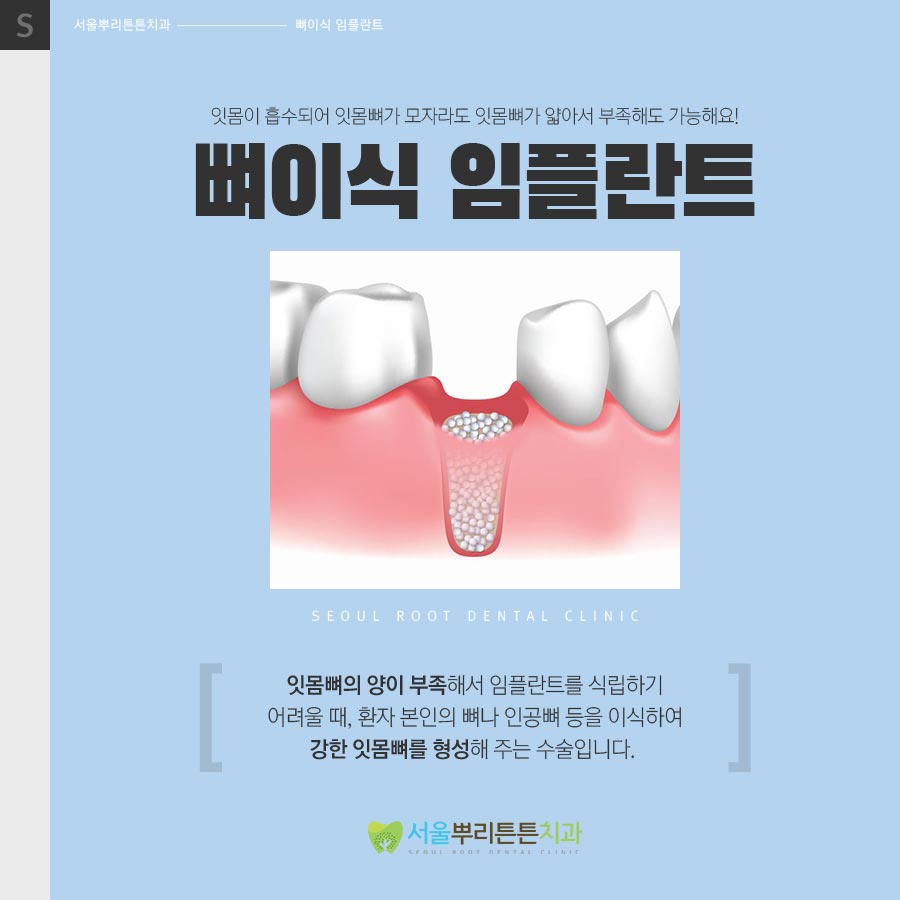 S
서울뿌리튼튼치과 뼈이식 임플란트
잇몸이 흡수되어 잇몸뼈가 모자라도 잇몸뼈가 얇아서 부족해도 가능해요!
뼈이식 임플란트
SEOUL ROOT DENTAL CLINIC
잇몸뼈의 양이 부족해서 임플란트를 식립하기
어려울 때, 환자 본인의 뼈나 인공뼈 등을 이식하여
강한 잇몸뼈를 형성해 주는 수술입니다.
서울뿌리튼튼치과
SEOUL ROOT DENTAL CLINIC